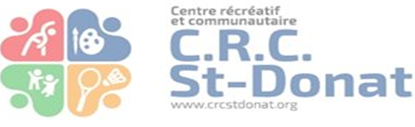 Centre récréatif
et communautaire
C.R.C.
St-Donat
www.crcstdonat.org